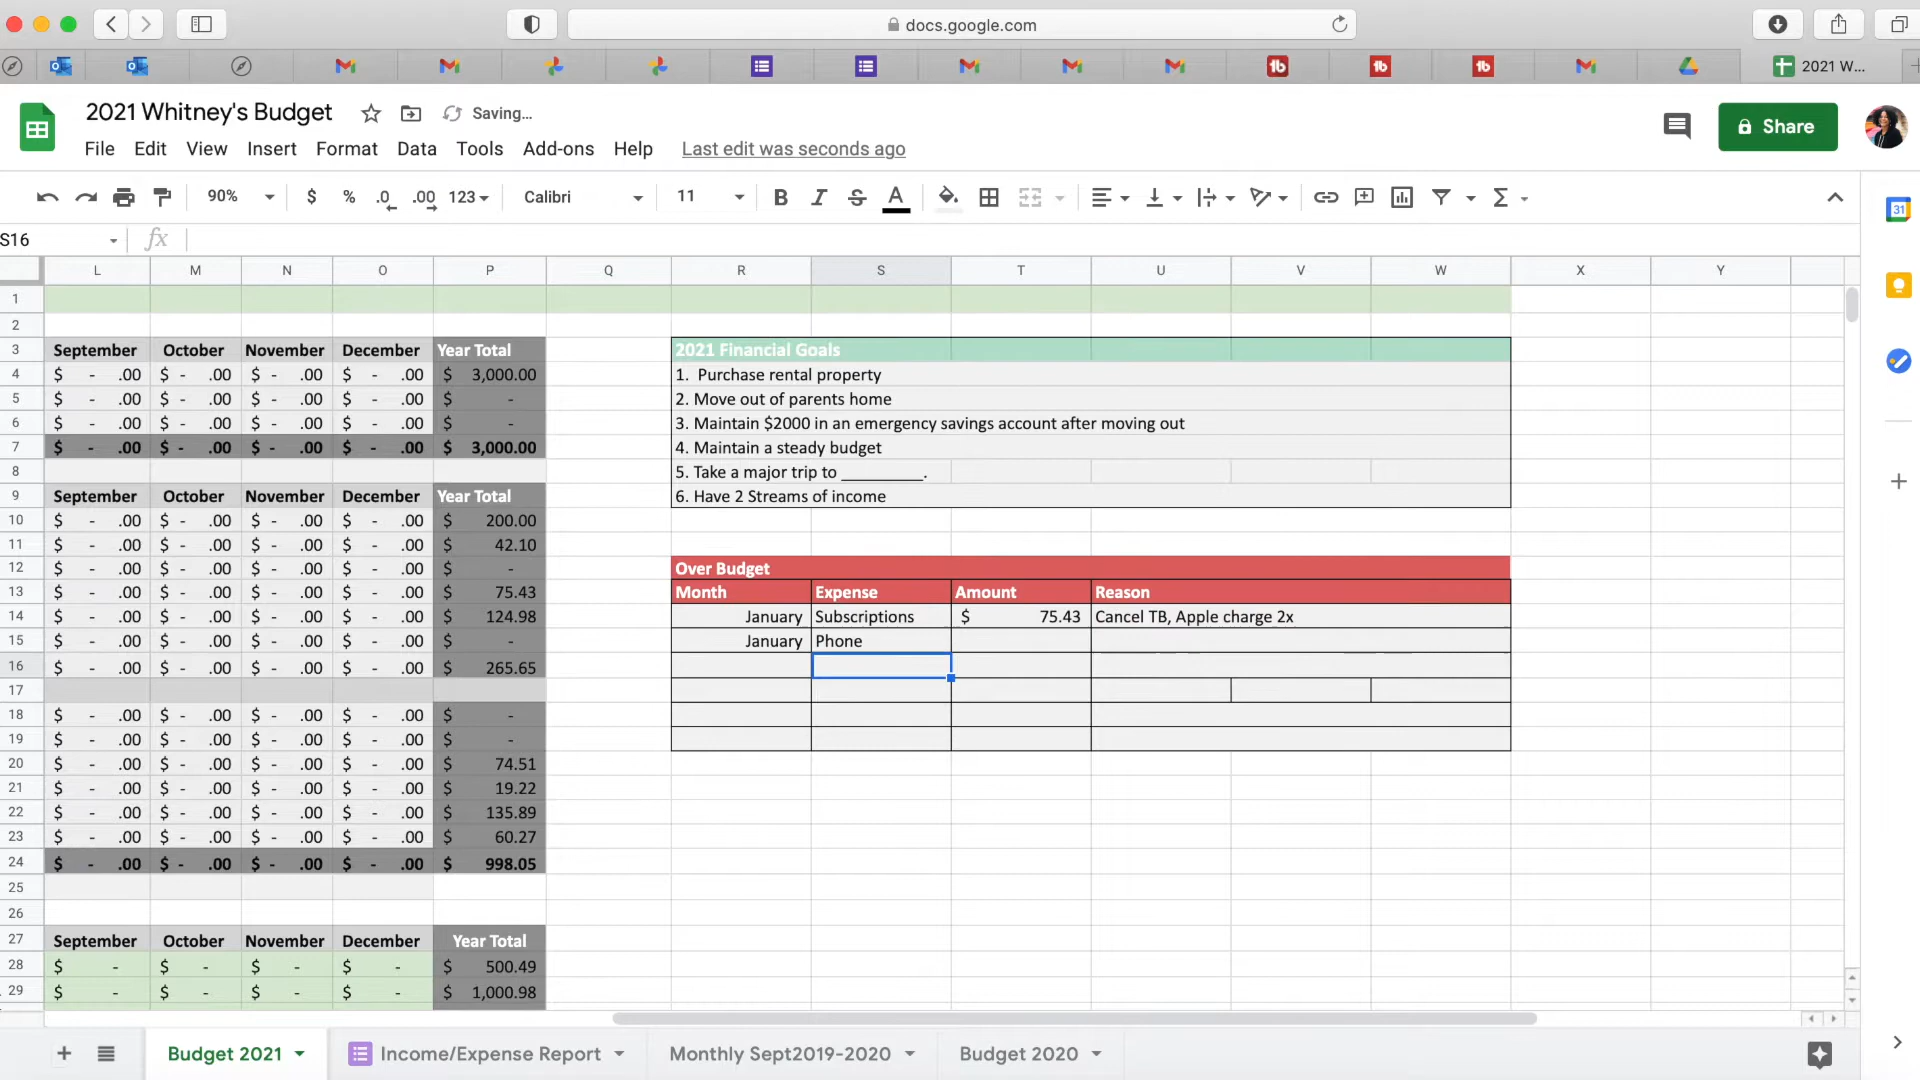 docs.google.com
2021 W...
2021 Whitney's Budget
Saving...
File Edit View Insert Format Data Tools Add-ons Help Last edit was seconds ago
Share
90% $ % .0 .00 123 Calibri 11 B I S A
31
S16 fx
L M N O P Q R S T U V W X Y
1
2
3 September October November December Year Total 2021 Financial Goals
4 $ - .00 $ - .00 $ - .00 $ - .00 $ 3,000.00 1. Purchase rental property
5 $ - .00 $ - .00 $ - .00 $ - .00 $ - 2. Move out of parents home
6 $ - .00 $ - .00 $ - .00 $ - .00 $ - 3. Maintain $2000 in an emergency savings account after moving out
7 $ - .00 $ - .00 $ - .00 $ - .00 $ 3,000.00 4. Maintain a steady budget
8 5. Take a major trip to _________.
9 September October November December Year Total 6. Have 2 Streams of income
10 $ - .00 $ - .00 $ - .00 $ - .00 $ 200.00
11 $ - .00 $ - .00 $ - .00 $ - .00 $ 42.10
12 $ - .00 $ - .00 $ - .00 $ - .00 $ - Over Budget
13 $ - .00 $ - .00 $ - .00 $ - .00 $ 75.43 Month Expense Amount Reason
14 $ - .00 $ - .00 $ - .00 $ - .00 $ 124.98 January Subscriptions $ 75.43 Cancel TB, Apple charge 2x
15 $ - .00 $ - .00 $ - .00 $ - .00 $ - January Phone
16 $ - .00 $ - .00 $ - .00 $ - .00 $ 265.65
17
18 $ - .00 $ - .00 $ - .00 $ - .00 $ -
19 $ - .00 $ - .00 $ - .00 $ - .00 $ -
20 $ - .00 $ - .00 $ - .00 $ - .00 $ 74.51
21 $ - .00 $ - .00 $ - .00 $ - .00 $ 19.22
22 $ - .00 $ - .00 $ - .00 $ - .00 $ 135.89
23 $ - .00 $ - .00 $ - .00 $ - .00 $ 60.27
24 $ - .00 $ - .00 $ - .00 $ - .00 $ 998.05
25
26
27 September October November December Year Total
28 $ - $ - $ - $ - $ 500.49
29 $ - $ - $ - $ - $ 1,000.98
Budget 2021 Income/Expense Report Monthly Sept2019-2020 Budget 2020